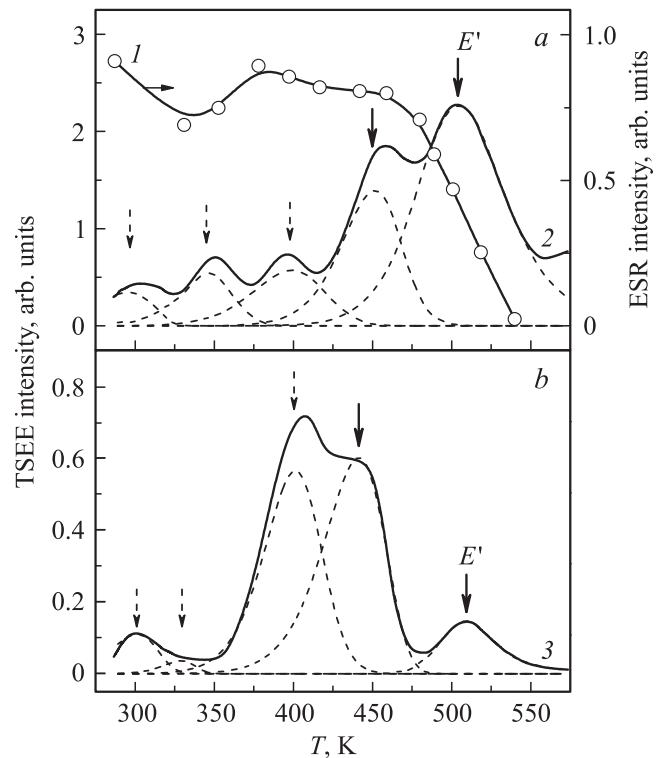 3
2
1
0
1
E'
a
2
1.0
0.5
0
TSEE intensity, arb. units
ESR intensity, arb. units
0.8
0.6
0.4
0.2
0
b
E'
3
300 350 400 450 500 550
T, K